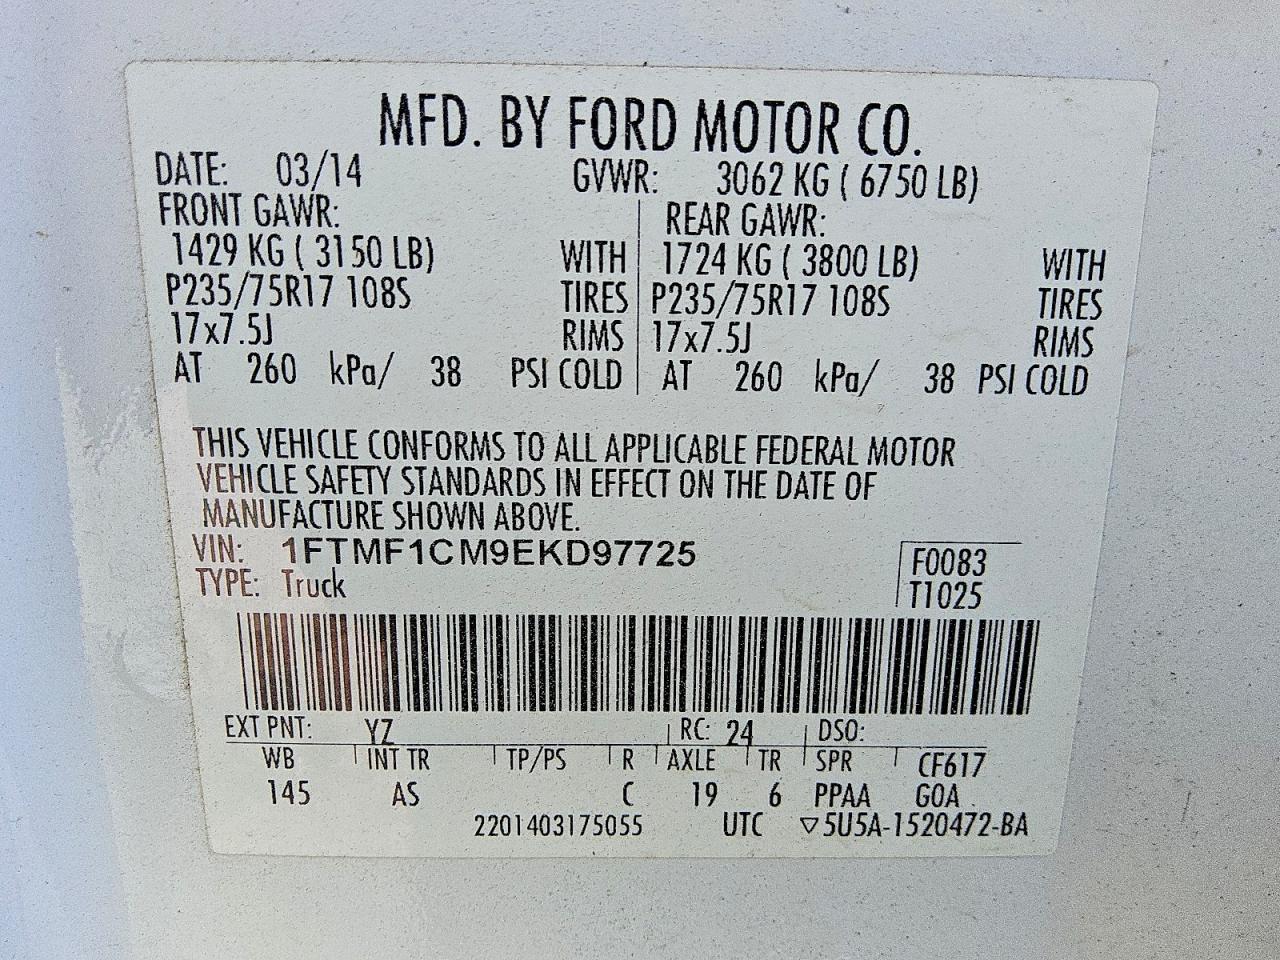 MFD. BY FORD MOTOR CO.
DATE: 03/14 GVWR: 3062 KG ( 6750 LB)
FRONT GAWR: REAR GAWR:
1429 KG ( 3150 LB) WITH 1724 KG ( 3800 LB) WITH
P235/75R17 108S TIRES P235/75R17 108S TIRES
17x7.5J RIMS 17x7.5J RIMS
AT 260 kPa/ 38 PSI COLD AT 260 kPa/ 38 PSI COLD
THIS VEHICLE CONFORMS TO ALL APPLICABLE FEDERAL MOTOR
VEHICLE SAFETY STANDARDS IN EFFECT ON THE DATE OF
MANUFACTURE SHOWN ABOVE.
VIN: 1FTMF1CM9EKD97725 F0083
TYPE: Truck T1025
EXT PNT: YZ RC: 24 DSO:
WB INT TR TP/PS R AXLE TR SPR CF617
145 AS C 19 6 PPAA GOA
2201403175055 UTC ▽5U5A-1520472-BA